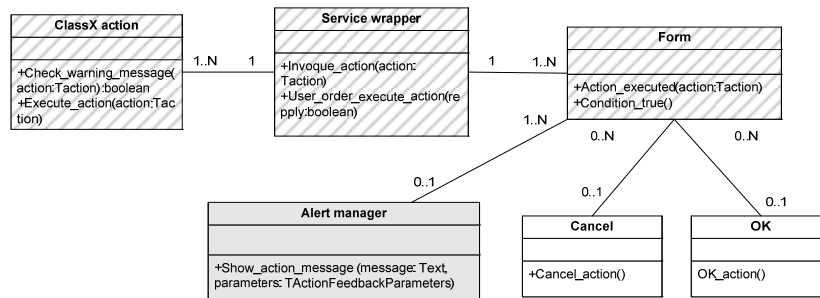 ClassX action
+Check_warning_message(
action:Taction):boolean
+Execute_action(action:Tac
tion)
1..N
1
Service wrapper
+Invoque_action(action:
Taction)
+User_order_execute_action(re
pply:boolean)
1
1..N
Form
+Action_executed(action:Taction)
+Condition_true()
1..N
0..N
0..N
0..1
0..1
0..1
Alert manager
+Show_action_message (message: Text,
parameters: TActionFeedbackParameters)
Cancel
+Cancel_action()
OK
OK_action()